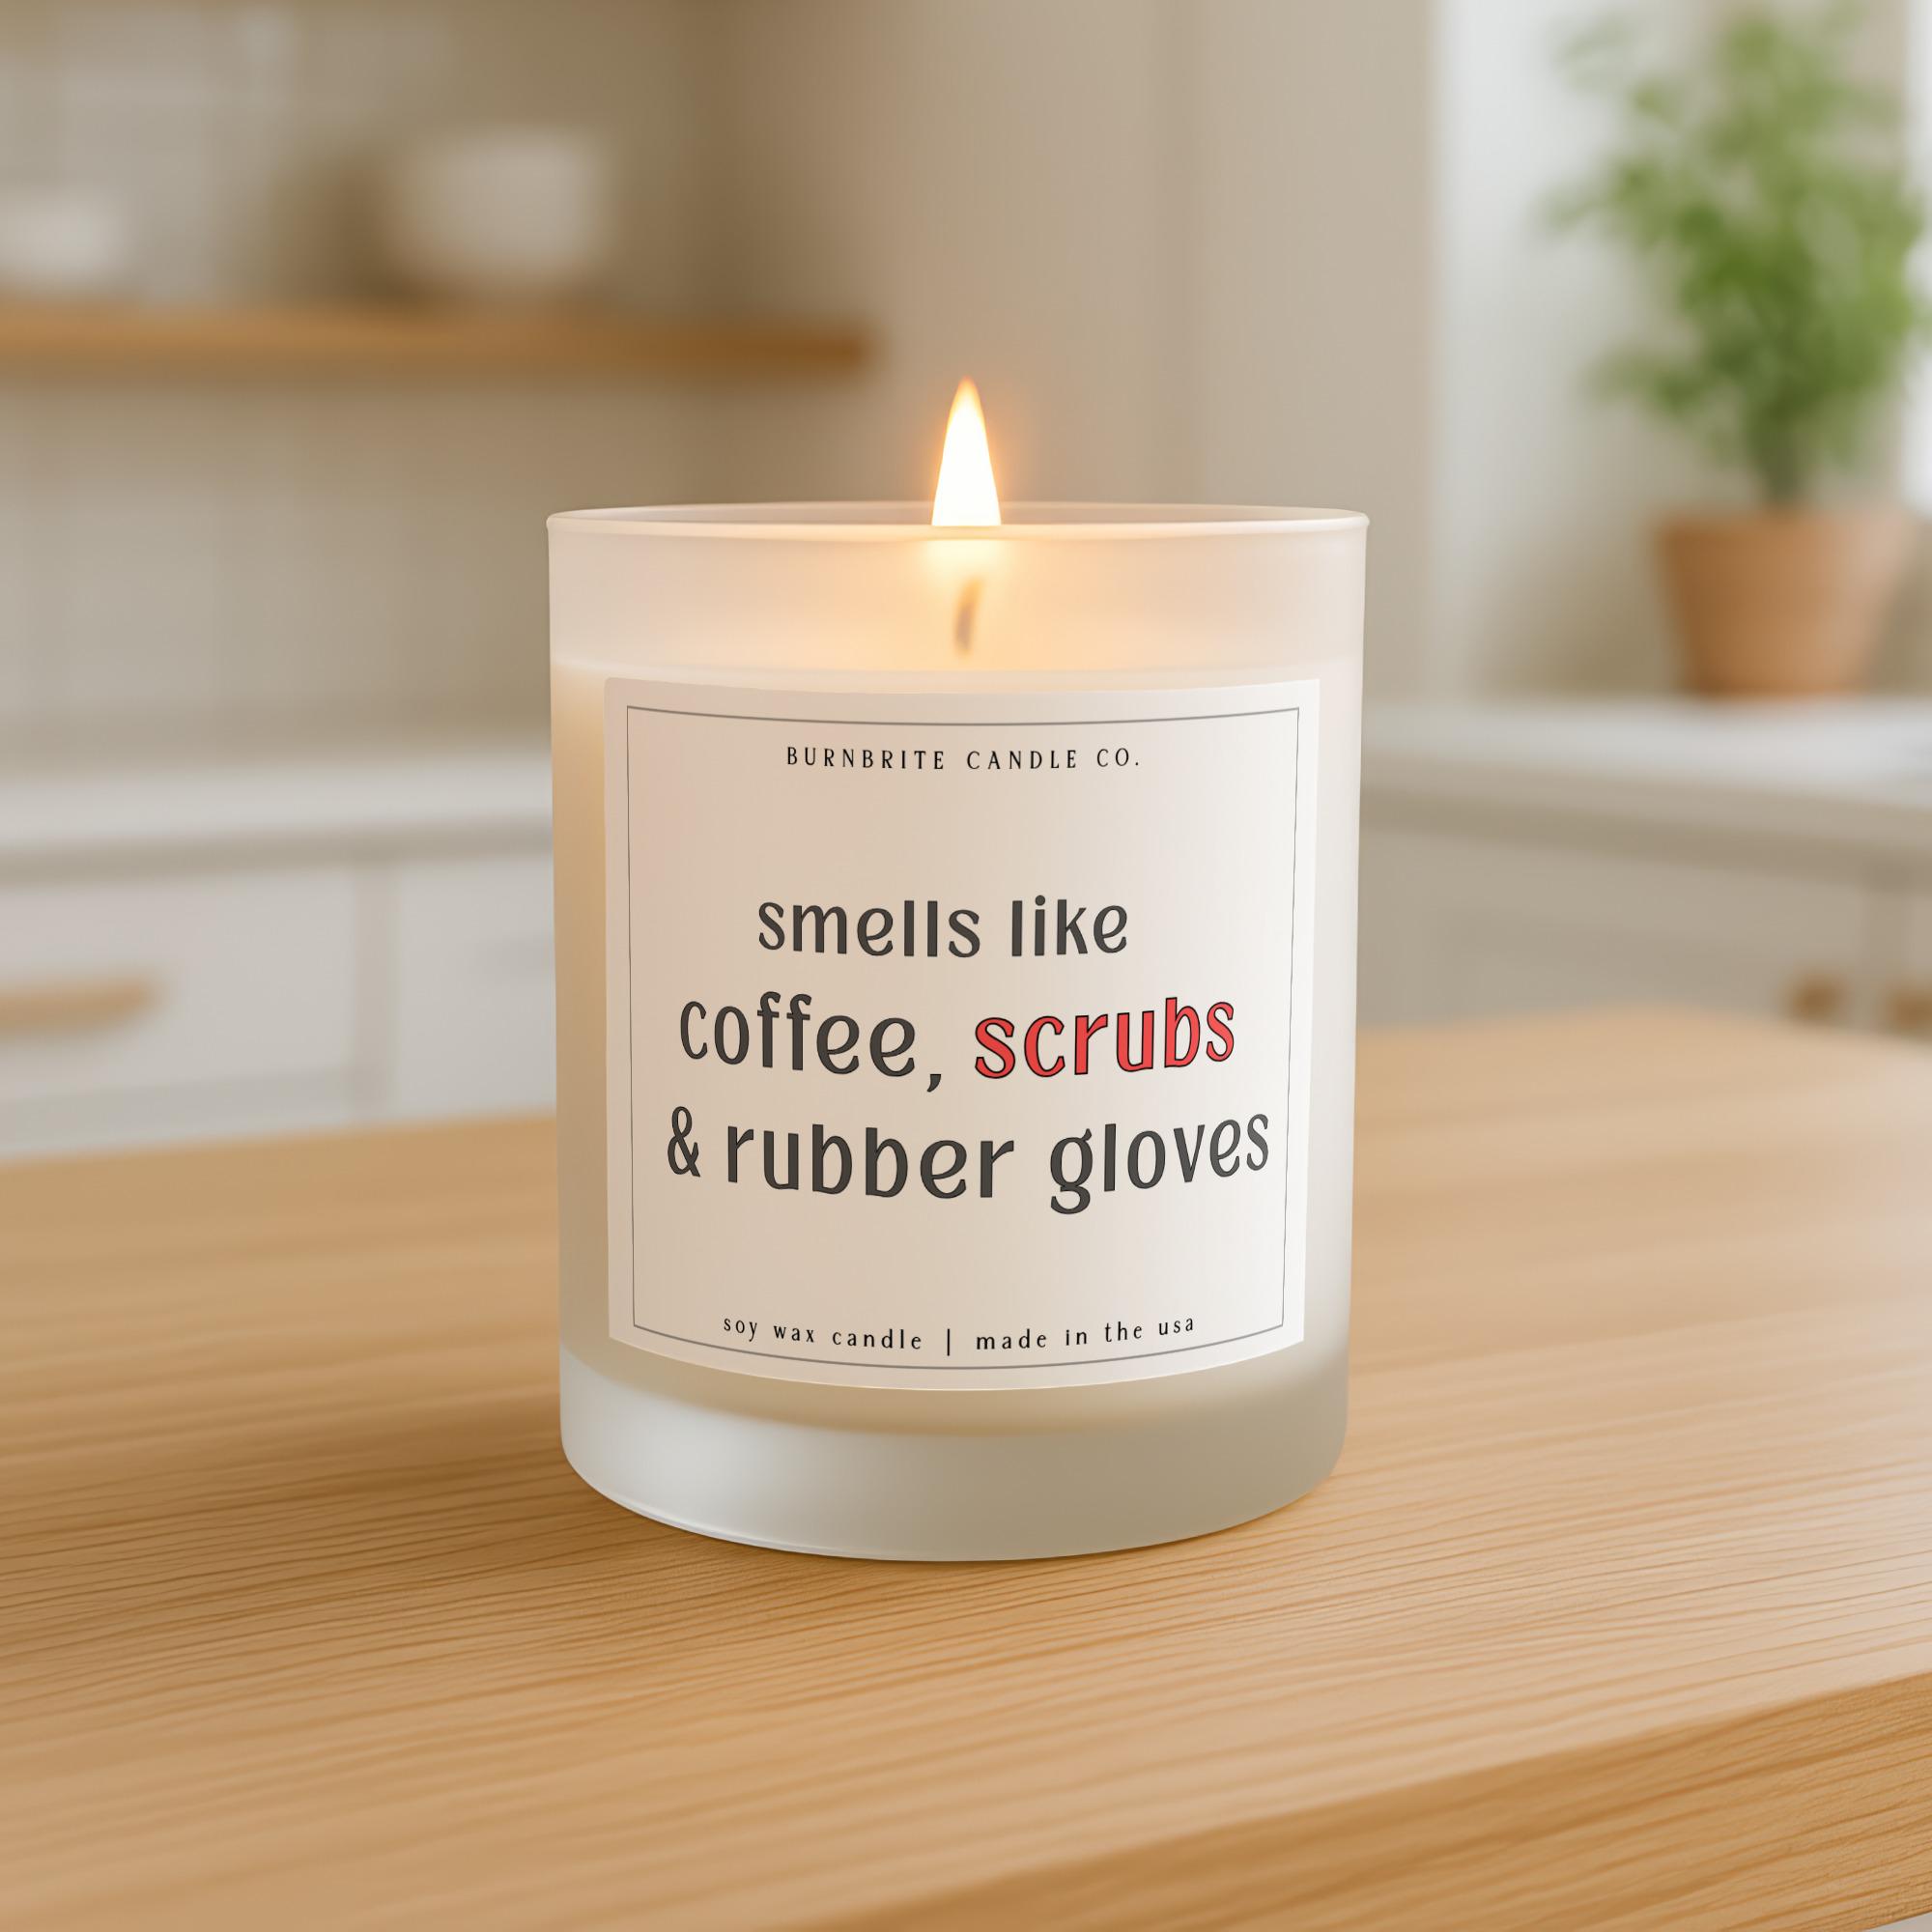 BURNBRITE CANDLE CO.
smells like
coffee, scrubs
& rubber gloves
soy wax candle | made in the usa